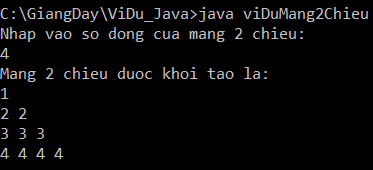 C:\GiangDay\ViDu_Java>java viDuMang2Chieu
Nhap vao so dong cua mang 2 chieu:
4
Mang 2 chieu duoc khoi tao la:
1
2 2
3 3 3
4 4 4 4